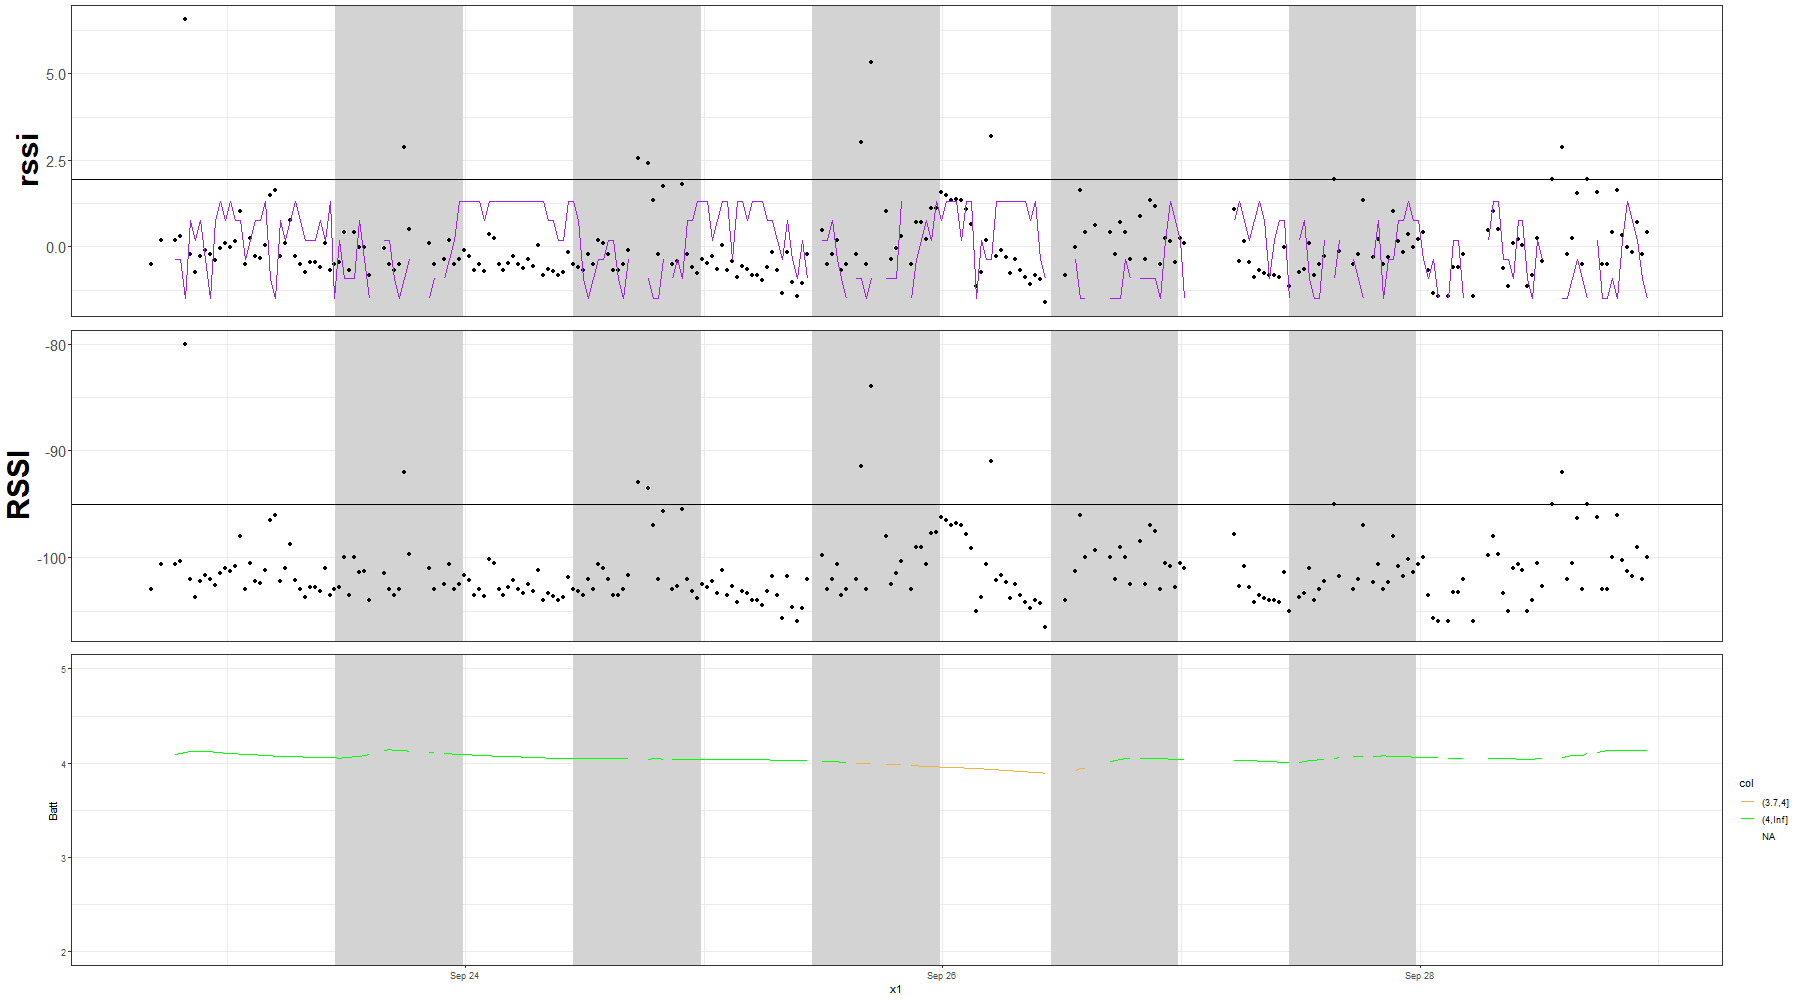 rssi
5.0
2.5
0.0
RSSI
-80
-90
-100
Batt
5
4
3
2
Sep 24
Sep 26
Sep 28
x1
col
(3.7,4]
(4,Inf]
NA